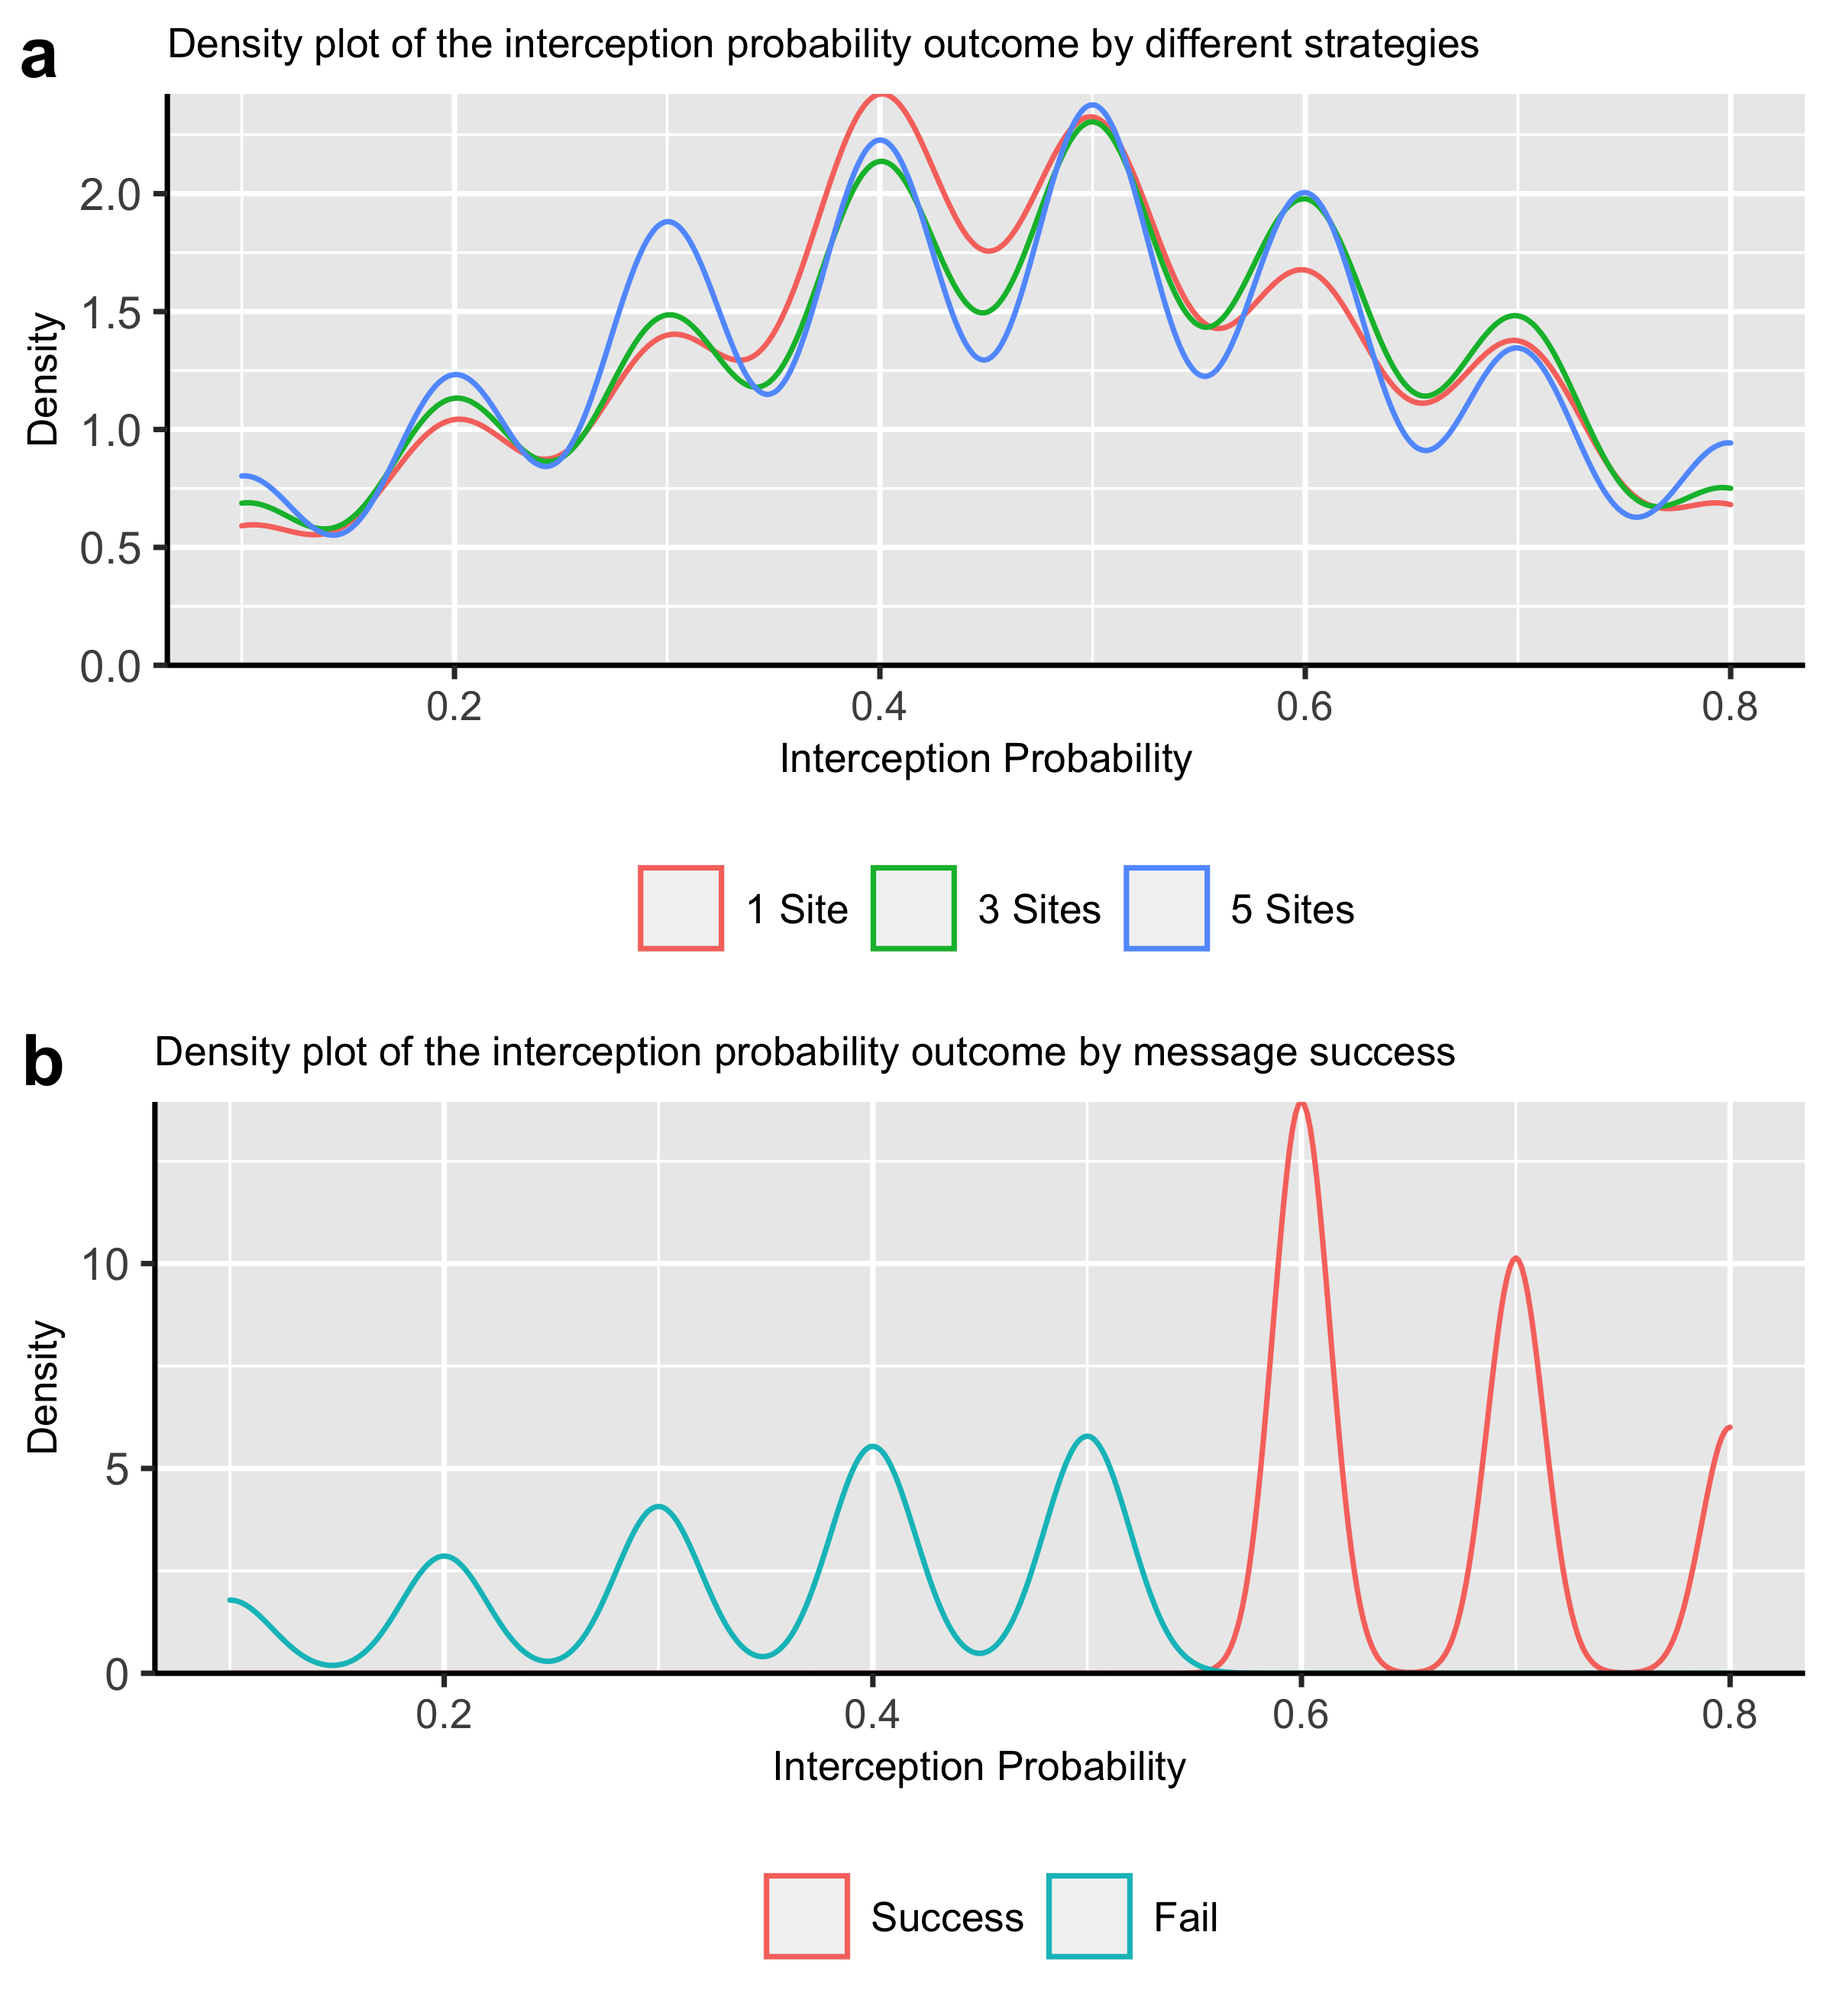 a
Density plot of the interception probability outcome by different strategies
Density
2.0
1.5
1.0
0.5
0.0
0.2 0.4 0.6 0.8
Interception Probability
1 Site 3 Sites 5 Sites
b
Density plot of the interception probability outcome by message success
Density
10
5
0
0.2 0.4 0.6 0.8
Interception Probability
Success Fail